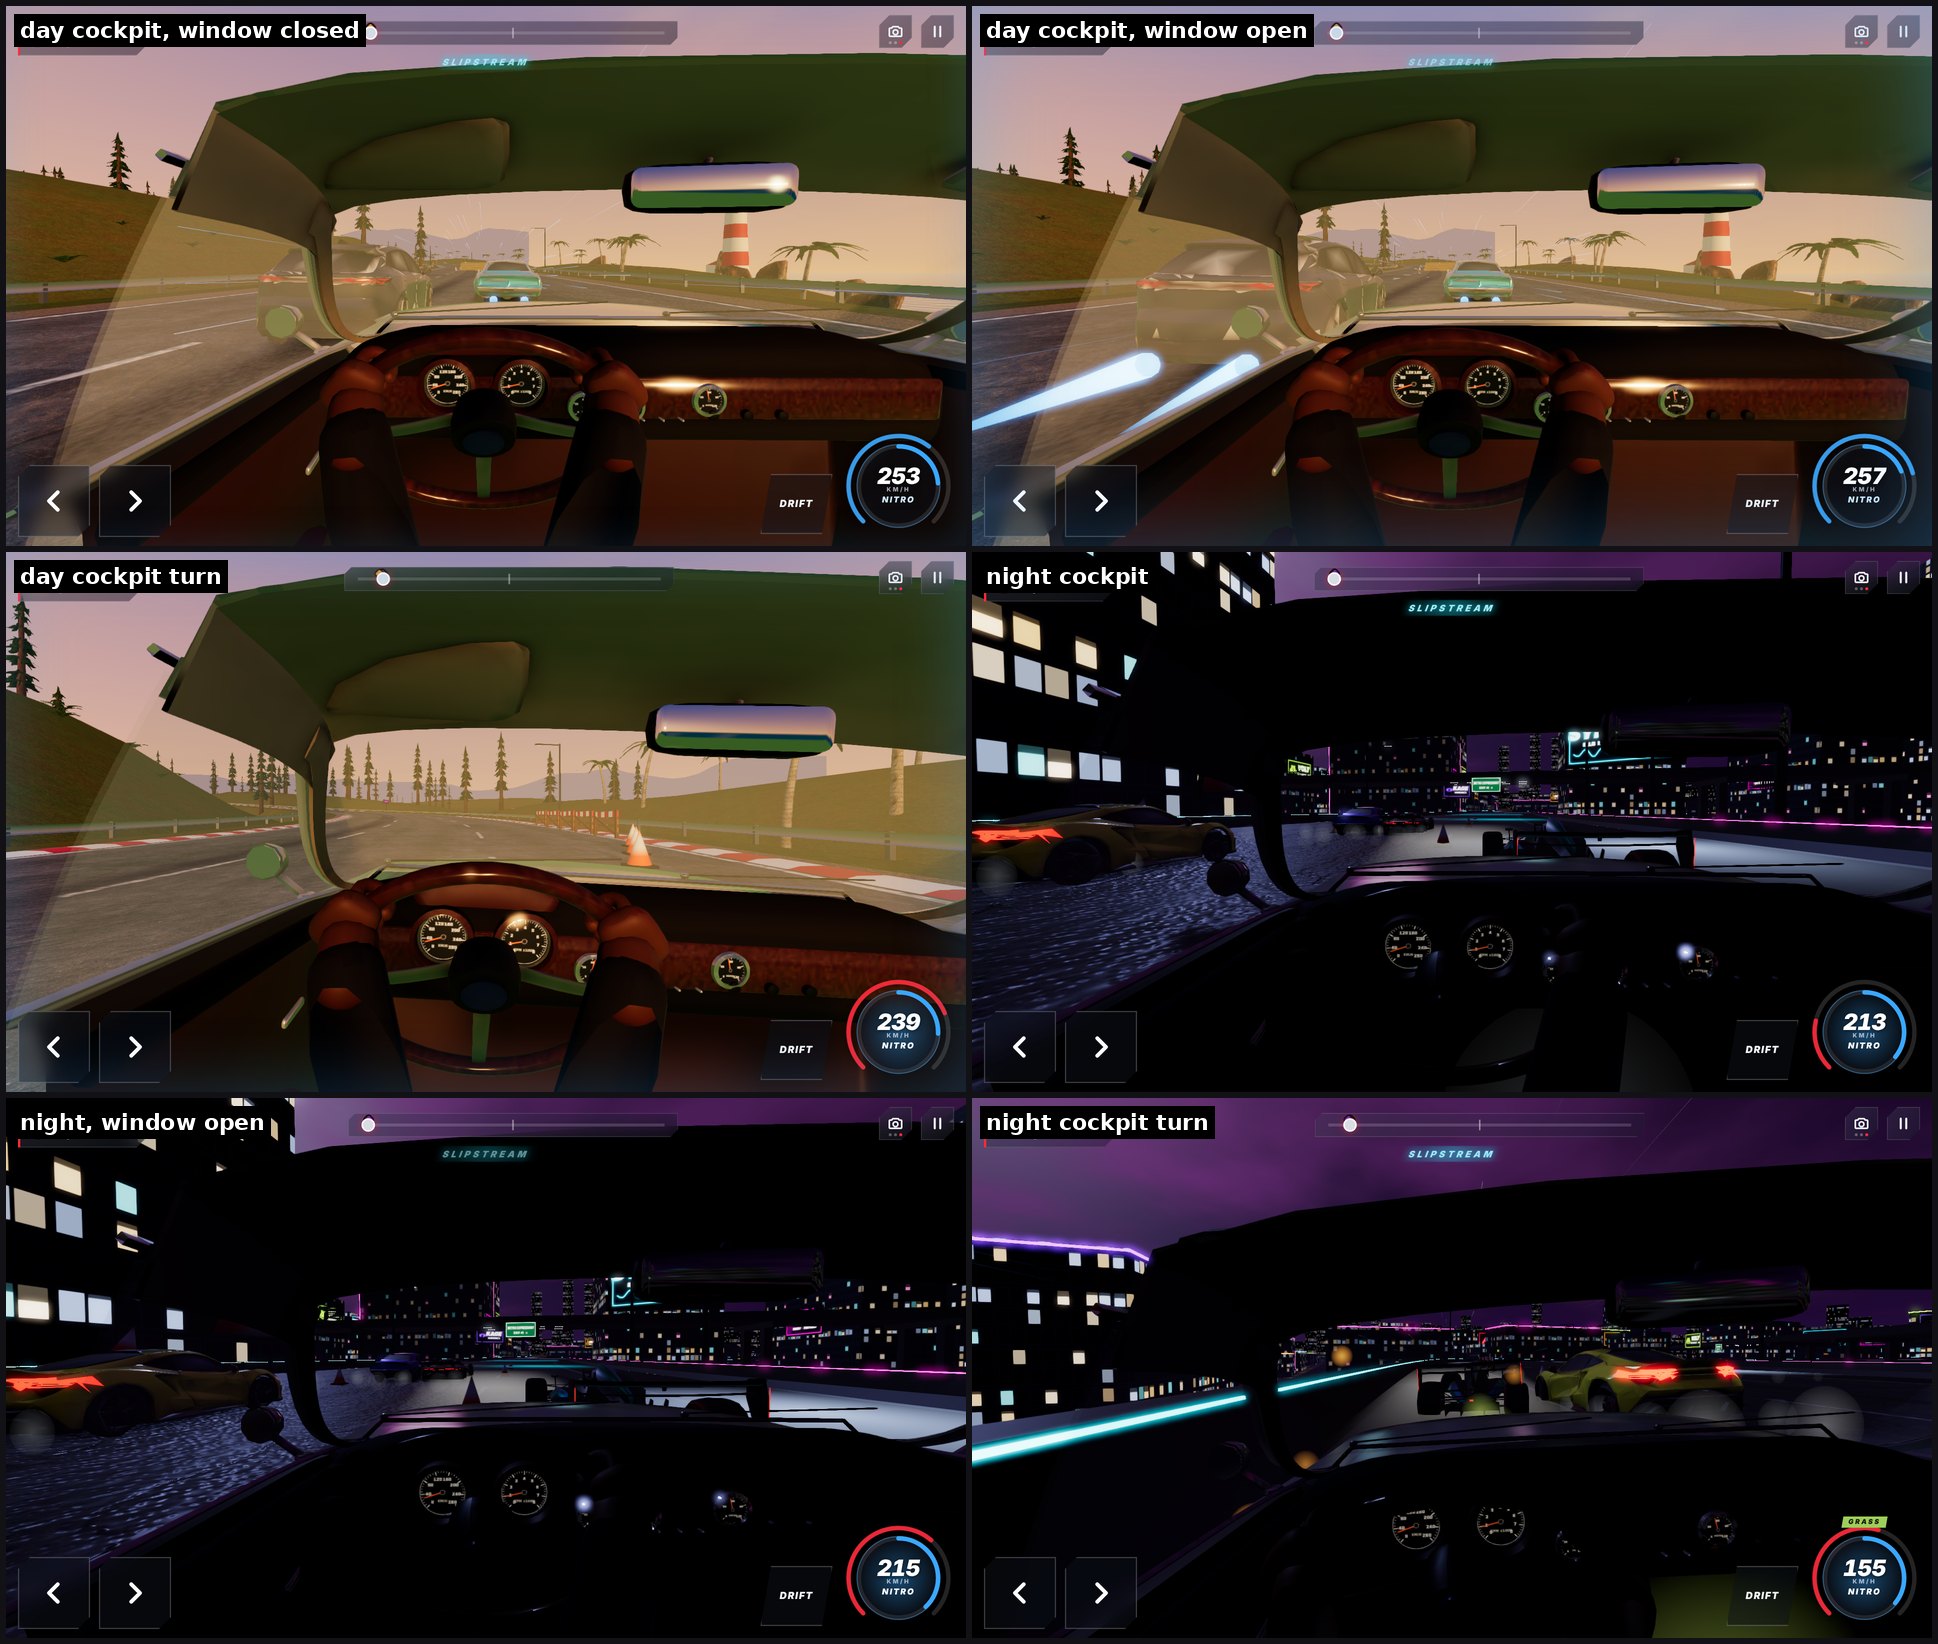 day cockpit, window closed
SLIPSTREAM
253
KM/H
NITRO
DRIFT
day cockpit, window open
SLIPSTREAM
257
KM/H
NITRO
DRIFT
day cockpit turn
239
KM/H
NITRO
DRIFT
night cockpit
SLIPSTREAM
213
KM/H
NITRO
DRIFT
night, window open
SLIPSTREAM
215
KM/H
NITRO
DRIFT
night cockpit turn
SLIPSTREAM
GRASS
155
KM/H
NITRO
DRIFT